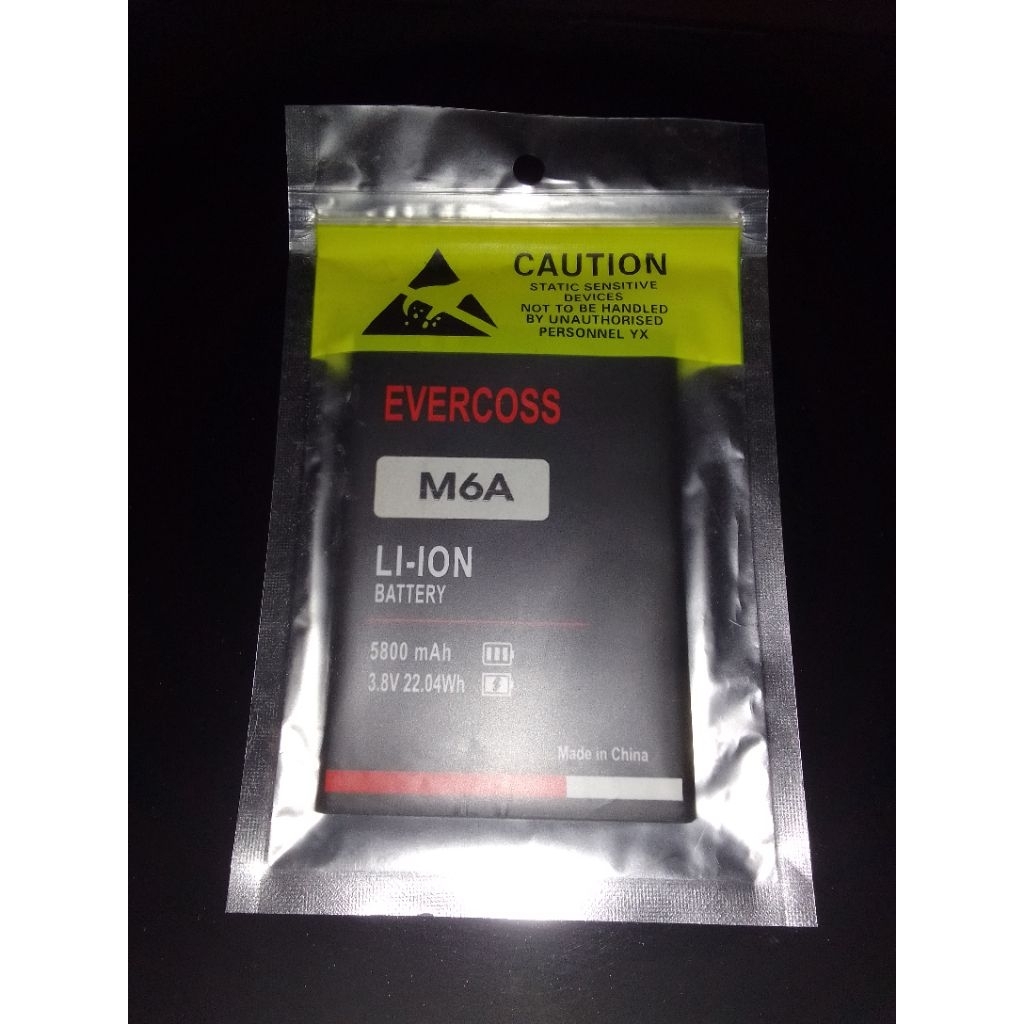 CAUTION
STATIC SENSITIVE
DEVICES
NOT TO BE HANDLED
BY UNAUTHORISED
PERSONNEL YX
EVERCOSS
M6A
LI-ION
BATTERY
5800 mAh
3.8V 22.04Wh
Made in China